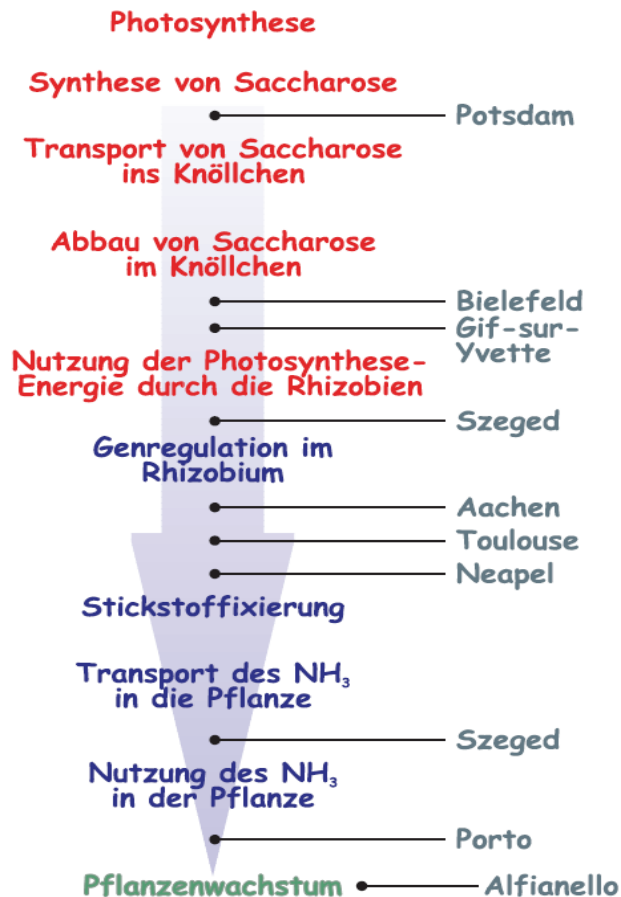 Photosynthese
Synthese von Saccharose
Potsdam
Transport von Saccharose
ins Knöllchen
Abbau von Saccharose
im Knöllchen
Bielefeld
Gif-sur-
Yvette
Nutzung der Photosynthese-
Energie durch die Rhizobien
Szeged
Genregulation im
Rhizobium
Aachen
Toulouse
Neapel
Stickstoffixierung
Transport des NH₃
in die Pflanze
Szeged
Nutzung des NH₃
in der Pflanze
Porto
Pflanzenwachstum
Alfianello